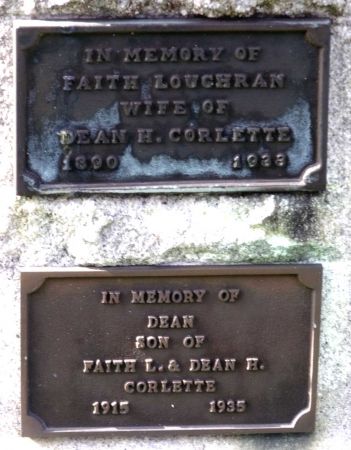 IN MEMORY OF
FAITH LOUGHRAN
WIFE OF
DEAN H. CORLETTE
1890 1933
IN MEMORY OF
DEAN
SON OF
FAITH L. & DEAN H.
CORLETTE
1915 1935